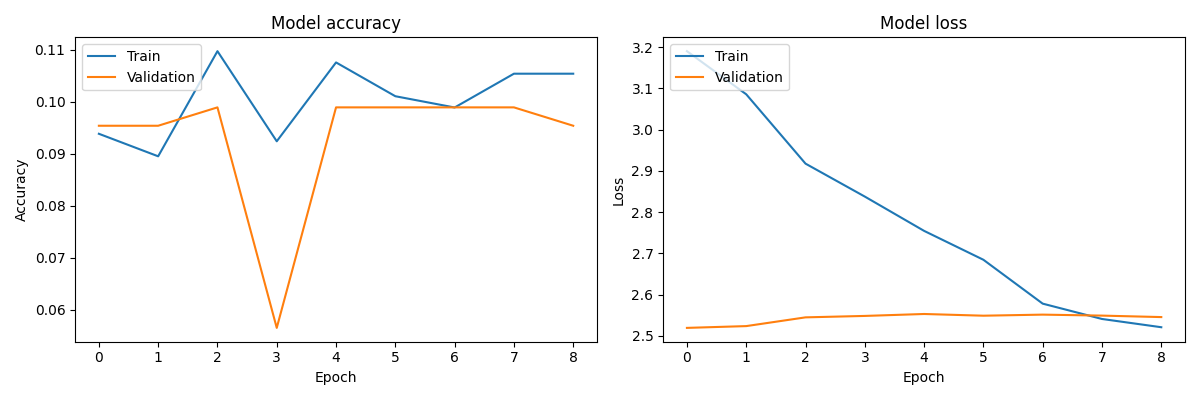 Model accuracy
Train
Validation
0.11
0.10
0.09
0.08
0.07
0.06
Accuracy
0 1 2 3 4 5 6 7 8
Epoch
Model loss
Train
Validation
3.2
3.1
3.0
2.9
2.8
2.7
2.6
2.5
Loss
0 1 2 3 4 5 6 7 8
Epoch